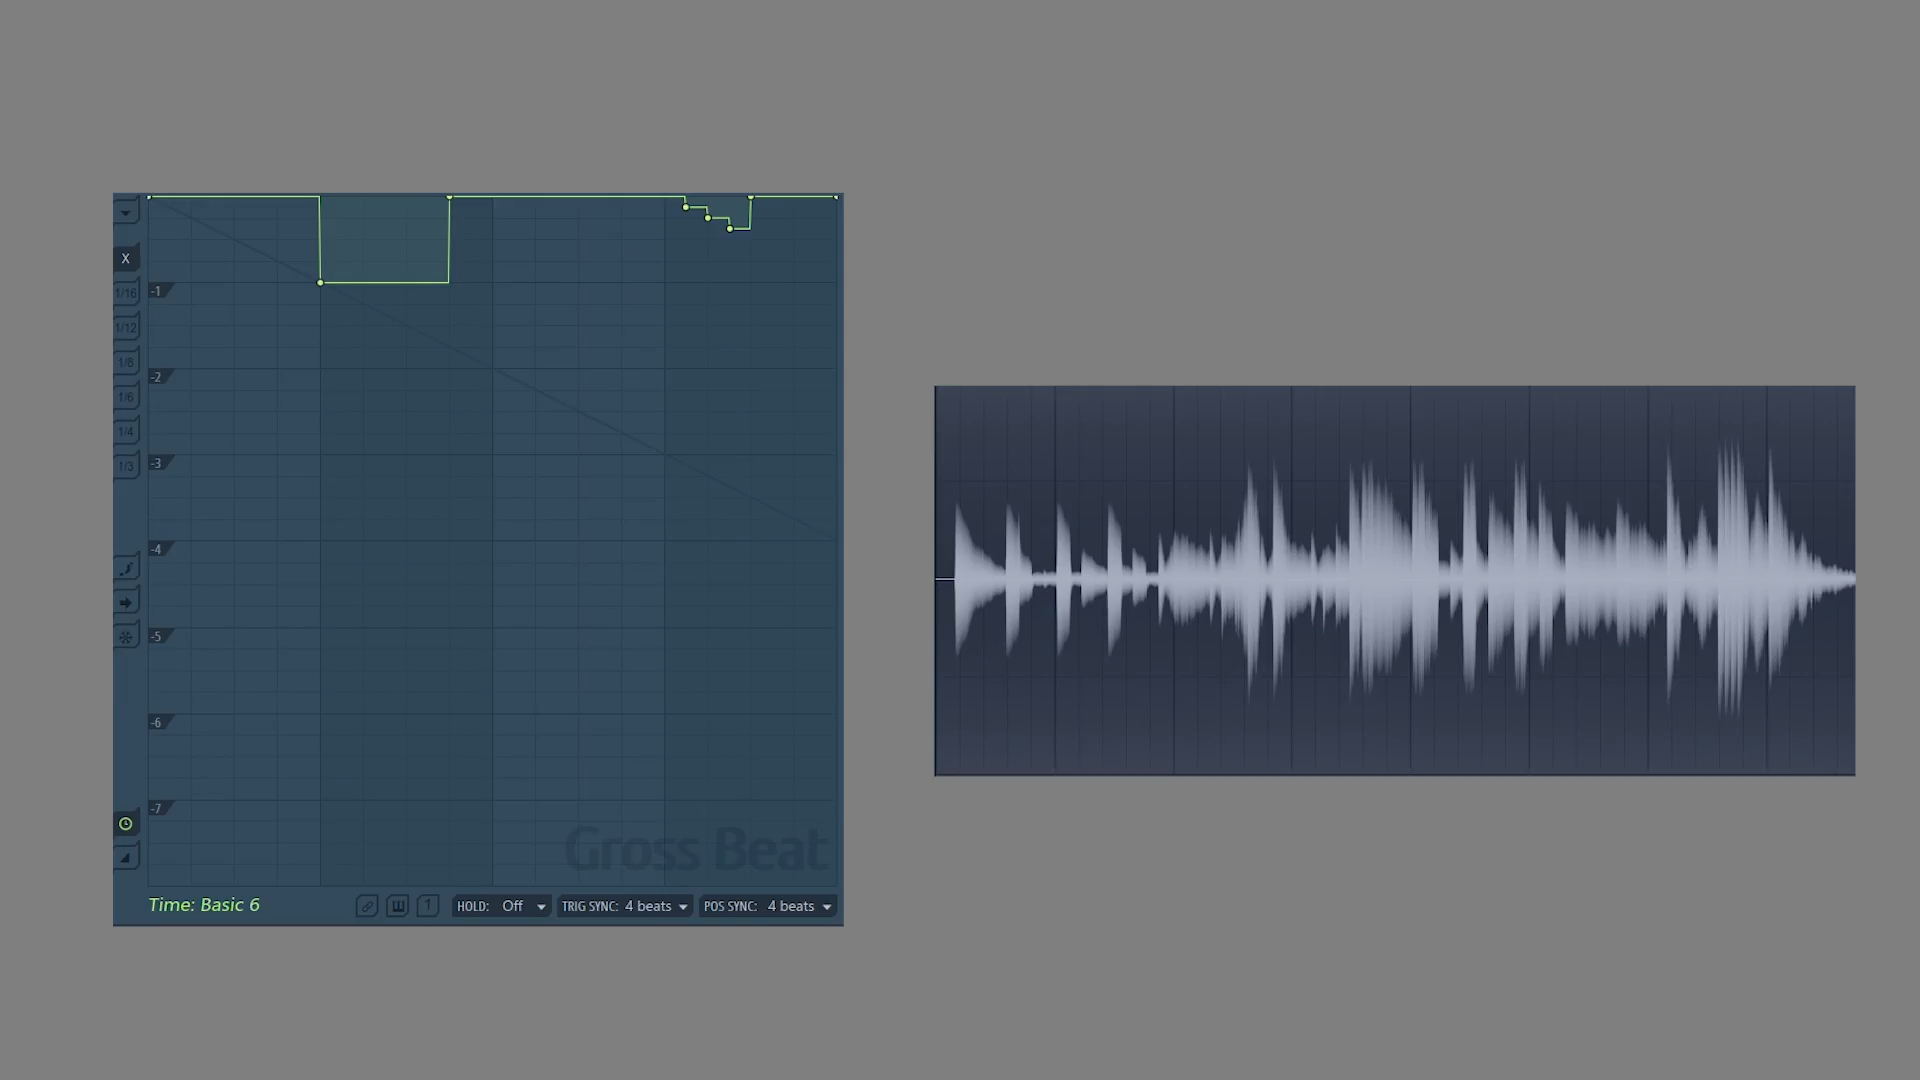 X
1/16
-1
1/12
1/8
-2
1/6
1/4
-3
1/3
-4
-5
-6
-7
Gross Beat
Time: Basic 6
1
HOLD: Off
TRIG SYNC: 4 beats
POS SYNC: 4 beats